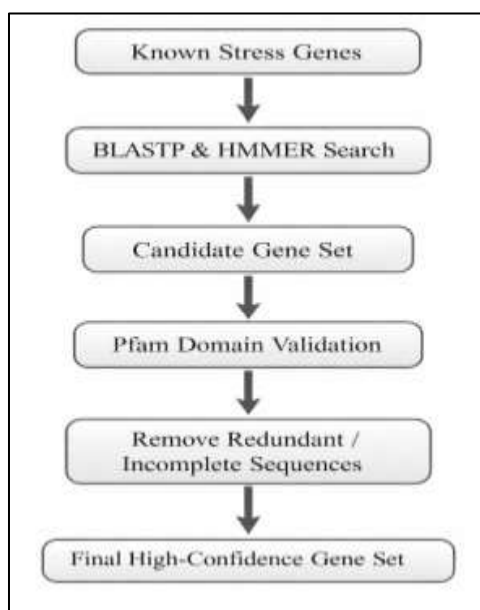 Known Stress Genes
BLASTP & HMMER Search
Candidate Gene Set
Pfam Domain Validation
Remove Redundant /
Incomplete Sequences
Final High-Confidence Gene Set